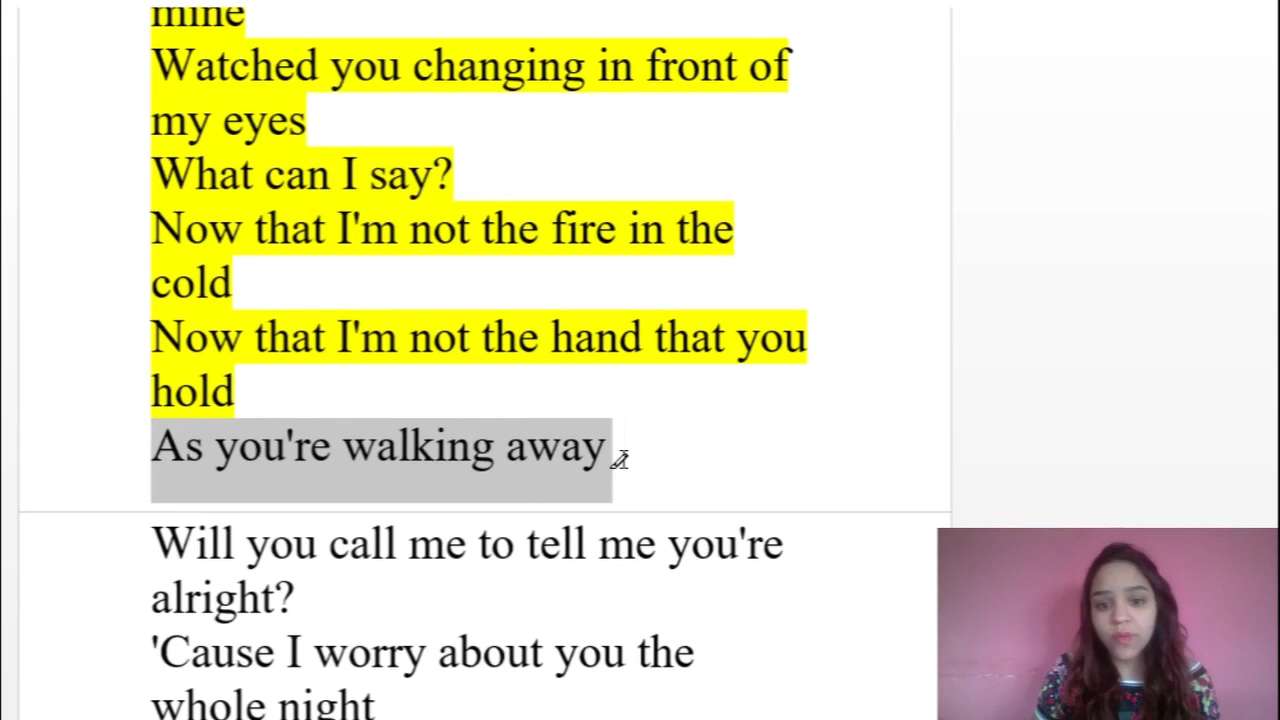 mine
Watched you changing in front of
my eyes
What can I say?
Now that I'm not the fire in the
cold
Now that I'm not the hand that you
hold
As you're walking away
Will you call me to tell me you're
alright?
'Cause I worry about you the
whole night